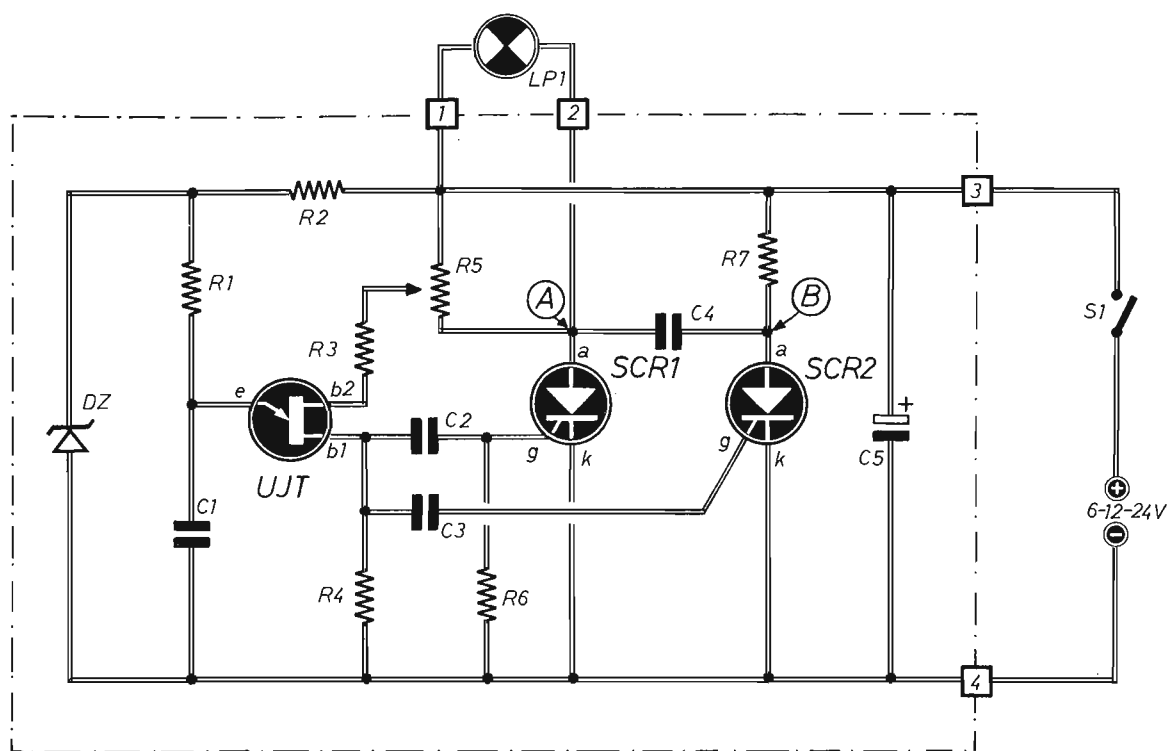 LP1
1
2
3
R2
R1
R5
R7
A
B
C4
S1
R3
a
a
SCR1
SCR2
DZ
e
b2
+
C2
b1
g
k
g
k
C5
UJT
C1
C3
+
6-12-24V
−
R4
R6
4